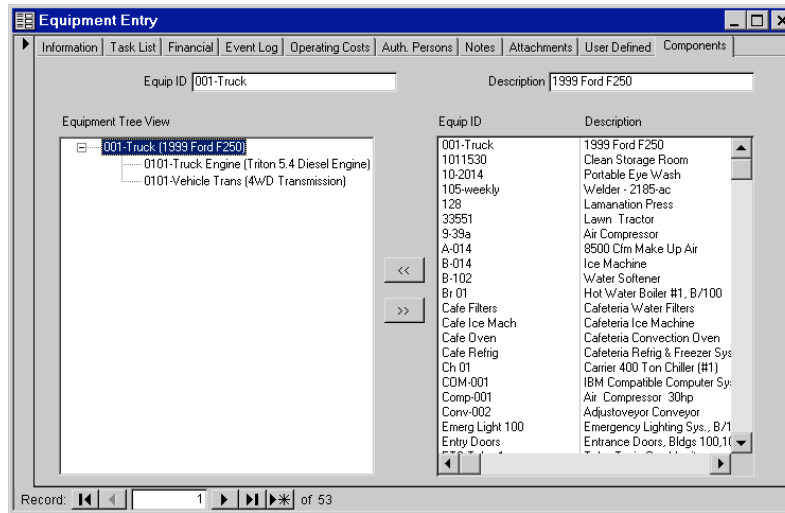 Equipment Entry
Information Task List Financial Event Log Operating Costs Auth. Persons Notes Attachments User Defined Components
Equip ID 001-Truck Description 1999 Ford F250
Equipment Tree View Equip ID Description
001-Truck (1999 Ford F250)
0101-Truck Engine (Triton 5.4 Diesel Engine)
0101-Vehicle Trans (4WD Transmission)
001-Truck 1999 Ford F250
1011530 Clean Storage Room
10-2014 Portable Eye Wash
105-weekly Welder - 2185-ac
128 Lamanation Press
33551 Lawn Tractor
9-39a Air Compressor
A-014 8500 Cfm Make Up Air
B-014 Ice Machine
B-102 Water Softener
Br 01 Hot Water Boiler #1, B/100
Cafe Filters Cafeteria Water Filters
Cafe Ice Mach Cafeteria Ice Machine
Cafe Oven Cafeteria Convection Oven
Cafe Refrig Cafeteria Refrig & Freezer Sys
Ch 01 Carrier 400 Ton Chiller (#1)
COM-001 IBM Compatible Computer Sy
Comp-001 Air Compressor 30hp
Conv-002 Adjustoveyor Conveyor
Emerg Light 100 Emergency Lighting Sys., B/1
Entry Doors Entrance Doors, Bldgs 100,1
<<
>>
Record: 1 of 53